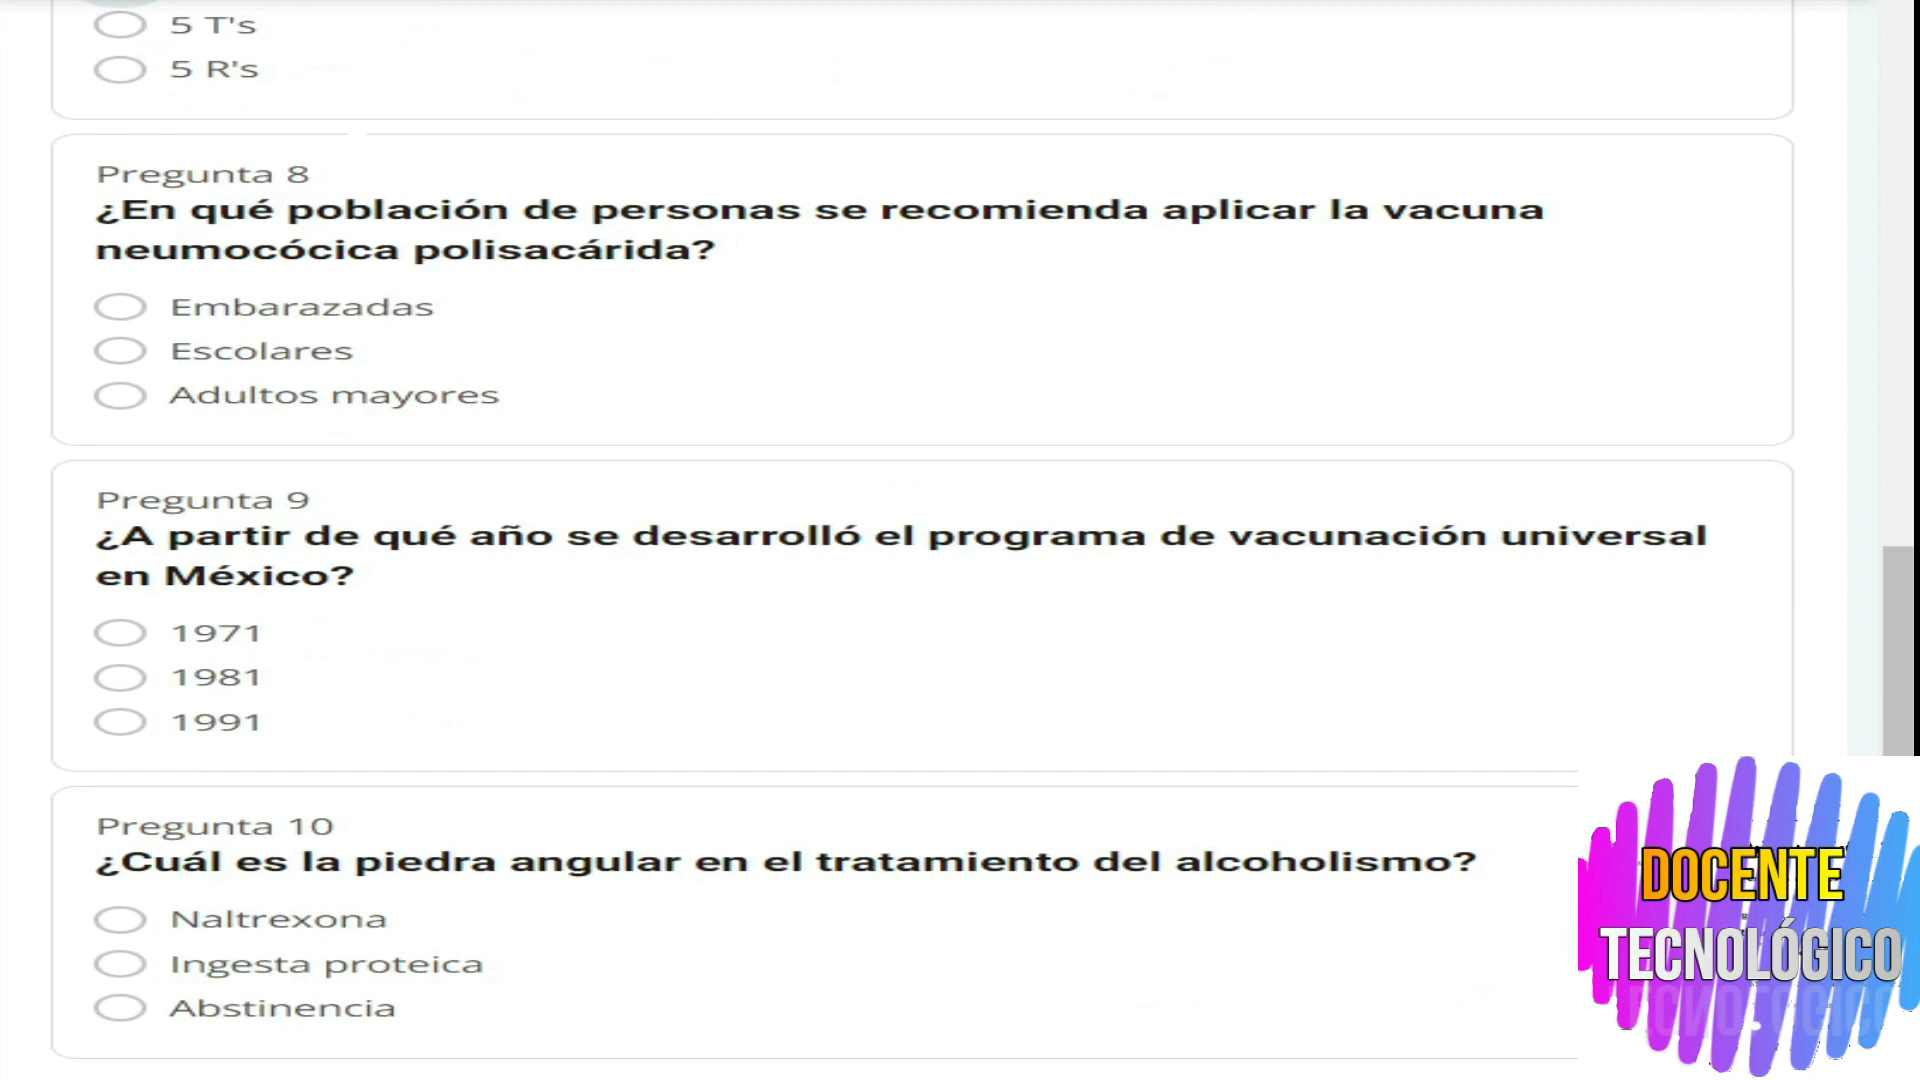 5 T's
5 R's
Pregunta 8
¿En qué población de personas se recomienda aplicar la vacuna
neumocócica polisacárida?
Embarazadas
Escolares
Adultos mayores
Pregunta 9
¿A partir de qué año se desarrolló el programa de vacunación universal
en México?
1971
1981
1991
Pregunta 10
¿Cuál es la piedra angular en el tratamiento del alcoholismo?
Naltrexona
Ingesta proteica
Abstinencia
DOCENTE
TECNOLÓGICO